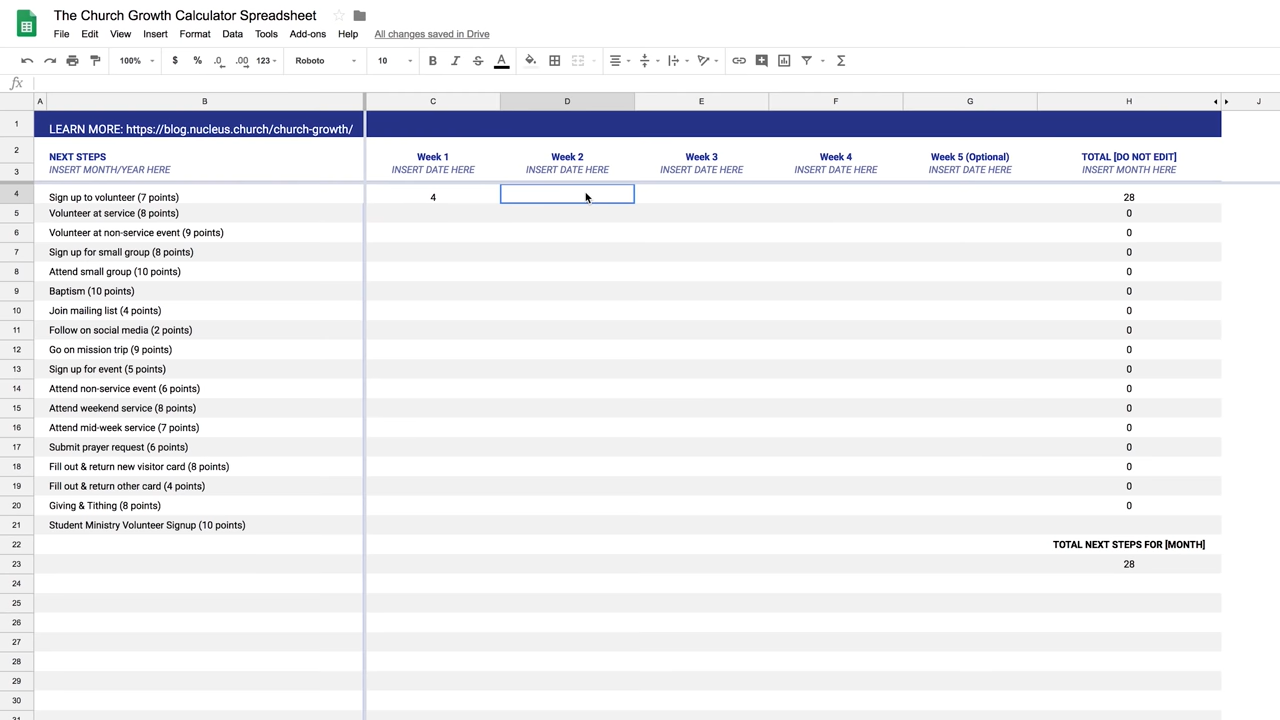 The Church Growth Calculator Spreadsheet
File Edit View Insert Format Data Tools Add-ons Help All changes saved in Drive
100% $ % .0 .00 123 Roboto 10 B I S A Σ
fx
A B C D E F G H J
1 LEARN MORE: https://blog.nucleus.church/church-growth/
2 NEXT STEPS Week 1 Week 2 Week 3 Week 4 Week 5 (Optional) TOTAL [DO NOT EDIT]
3 INSERT MONTH/YEAR HERE INSERT DATE HERE INSERT DATE HERE INSERT DATE HERE INSERT DATE HERE INSERT DATE HERE INSERT MONTH HERE
4 Sign up to volunteer (7 points) 4 28
5 Volunteer at service (8 points) 0
6 Volunteer at non-service event (9 points) 0
7 Sign up for small group (8 points) 0
8 Attend small group (10 points) 0
9 Baptism (10 points) 0
10 Join mailing list (4 points) 0
11 Follow on social media (2 points) 0
12 Go on mission trip (9 points) 0
13 Sign up for event (5 points) 0
14 Attend non-service event (6 points) 0
15 Attend weekend service (8 points) 0
16 Attend mid-week service (7 points) 0
17 Submit prayer request (6 points) 0
18 Fill out & return new visitor card (8 points) 0
19 Fill out & return other card (4 points) 0
20 Giving & Tithing (8 points) 0
21 Student Ministry Volunteer Signup (10 points)
22 TOTAL NEXT STEPS FOR [MONTH]
23 28
24
25
26
27
28
29
30
31